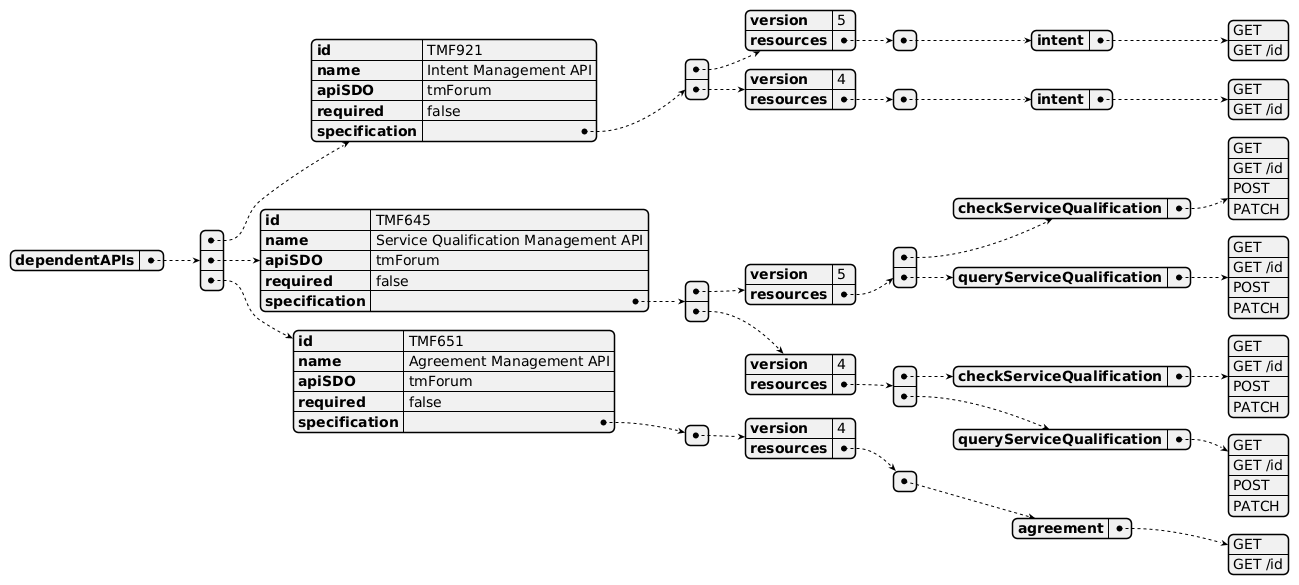 dependentAPIs
id TMF921
name Intent Management API
apiSDO tmForum
required false
specification
version 5
resources
intent
GET
GET /id
version 4
resources
intent
GET
GET /id
id TMF645
name Service Qualification Management API
apiSDO tmForum
required false
specification
version 5
resources
checkServiceQualification
GET
GET /id
POST
PATCH
queryServiceQualification
GET
GET /id
POST
PATCH
version 4
resources
checkServiceQualification
GET
GET /id
POST
PATCH
queryServiceQualification
GET
GET /id
POST
PATCH
id TMF651
name Agreement Management API
apiSDO tmForum
required false
specification
version 4
resources
agreement
GET
GET /id